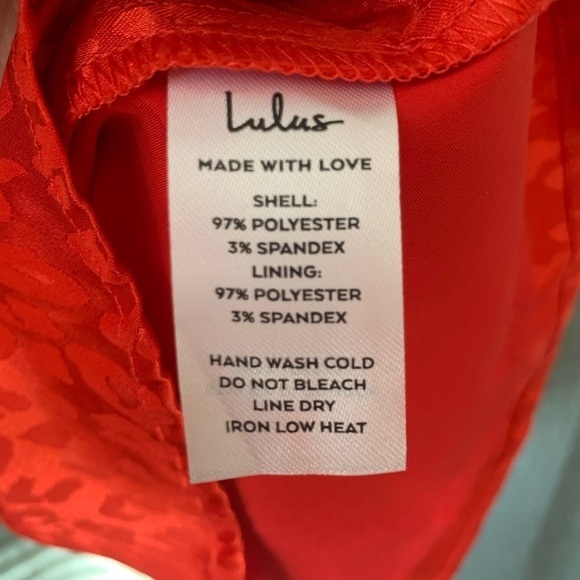 Lulus
MADE WITH LOVE
SHELL:
97% POLYESTER
3% SPANDEX
LINING:
97% POLYESTER
3% SPANDEX
HAND WASH COLD
DO NOT BLEACH
LINE DRY
IRON LOW HEAT